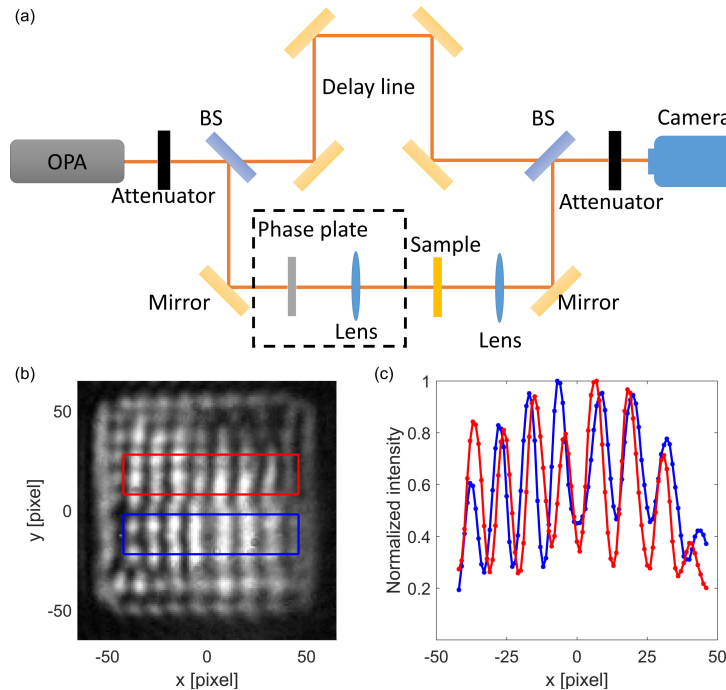 (a)
Delay line
BS
BS
Camera
OPA
Attenuator
Attenuator
Phase plate
Sample
Mirror
Lens
Lens
Mirror
(b)
50
0
-50
y [pixel]
-50
0
50
x [pixel]
(c)
1
0.8
0.6
0.4
0.2
Normalized intensity
-50
-25
0
25
50
x [pixel]